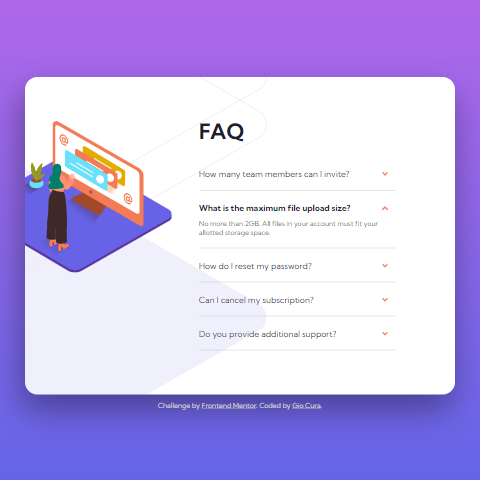 FAQ
How many team members can I invite?
What is the maximum file upload size?
No more than 2GB. All files in your account must fit your
allotted storage space.
How do I reset my password?
Can I cancel my subscription?
Do you provide additional support?
Challenge by Frontend Mentor. Coded by Gio Cura.